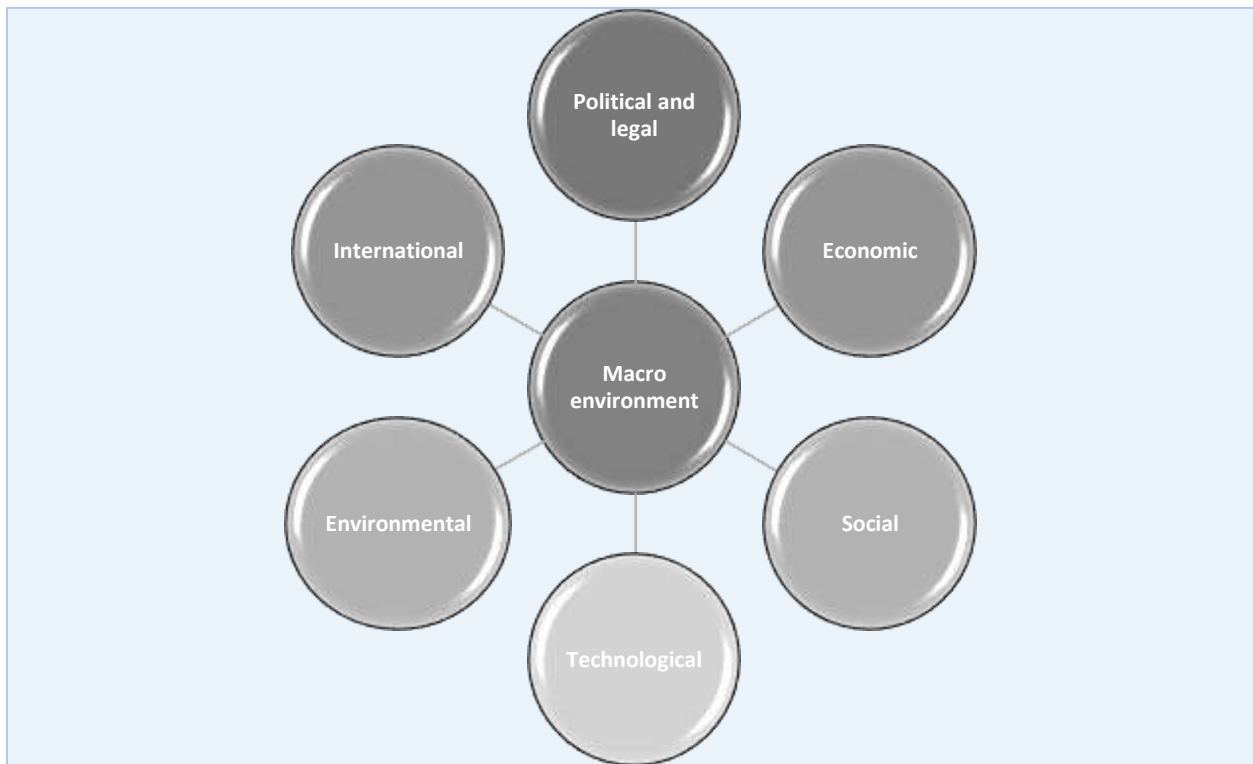 Political and
legal
International
Economic
Macro
environment
Environmental
Social
Technological